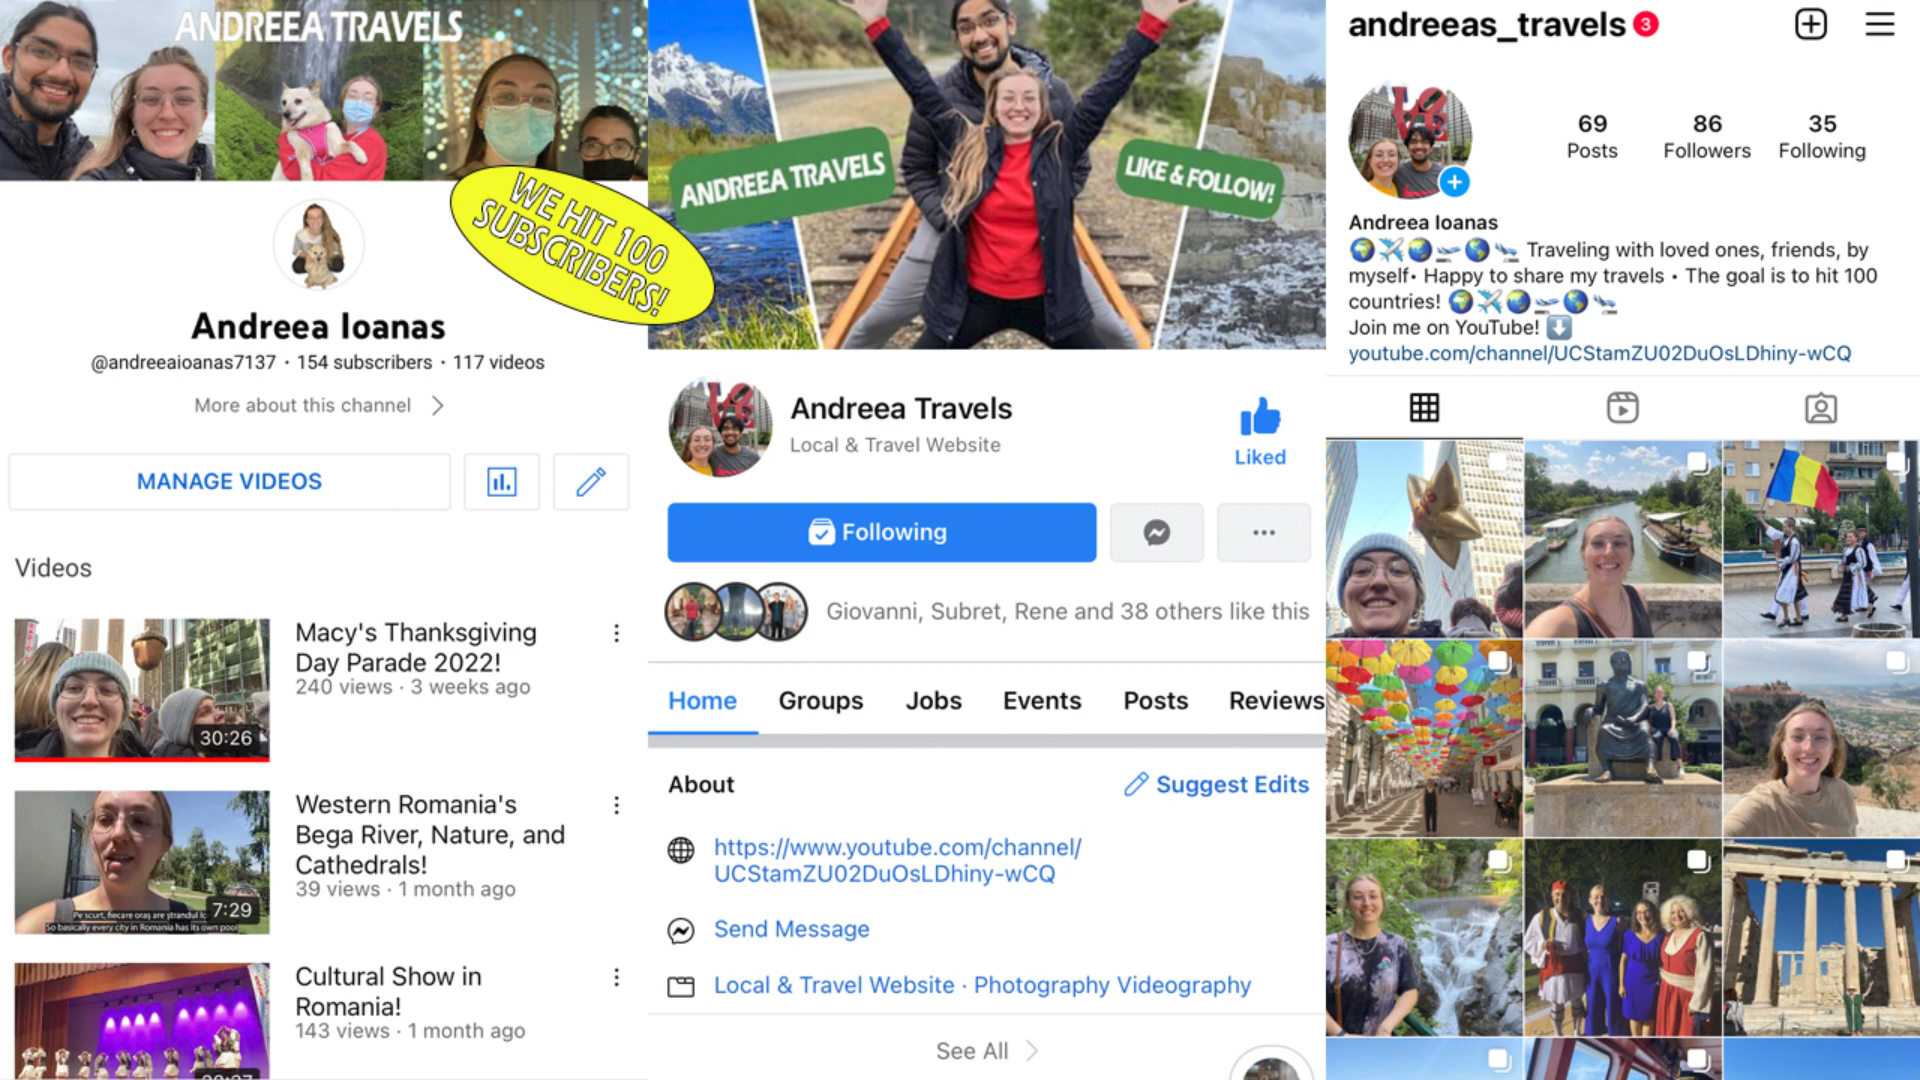 ANDREEA TRAVELS
WE HIT 100
SUBSCRIBERS!
Andreea Ioanas
@andreeaioanas7137 · 154 subscribers · 117 videos
More about this channel
MANAGE VIDEOS
Videos
Macy's Thanksgiving
Day Parade 2022!
240 views · 3 weeks ago
30:26
Western Romania's
Bega River, Nature, and
Cathedrals!
39 views · 1 month ago
Pe scurt, fiecare oraș are ștrandul
So basically every city in Romania has its own pool
7:29
Cultural Show in
Romania!
143 views · 1 month ago
ANDREEA TRAVELS
LIKE & FOLLOW!
Andreea Travels
Local & Travel Website
Liked
Following
Giovanni, Subret, Rene and 38 others like this
Home Groups Jobs Events Posts Reviews
About
Suggest Edits
https://www.youtube.com/channel/
UCStamZU02DuOsLDhiny-wCQ
Send Message
Local & Travel Website · Photography Videography
See All
andreeas_travels 3
69 86 35
Posts Followers Following
Andreea Ioanas
🌍✈️🌏🛫🌎🛬 Traveling with loved ones, friends, by
myself• Happy to share my travels • The goal is to hit 100
countries! 🌍✈️🌏🛫🌎🛬
Join me on YouTube! ⬇️
youtube.com/channel/UCStamZU02DuOsLDhiny-wCQ